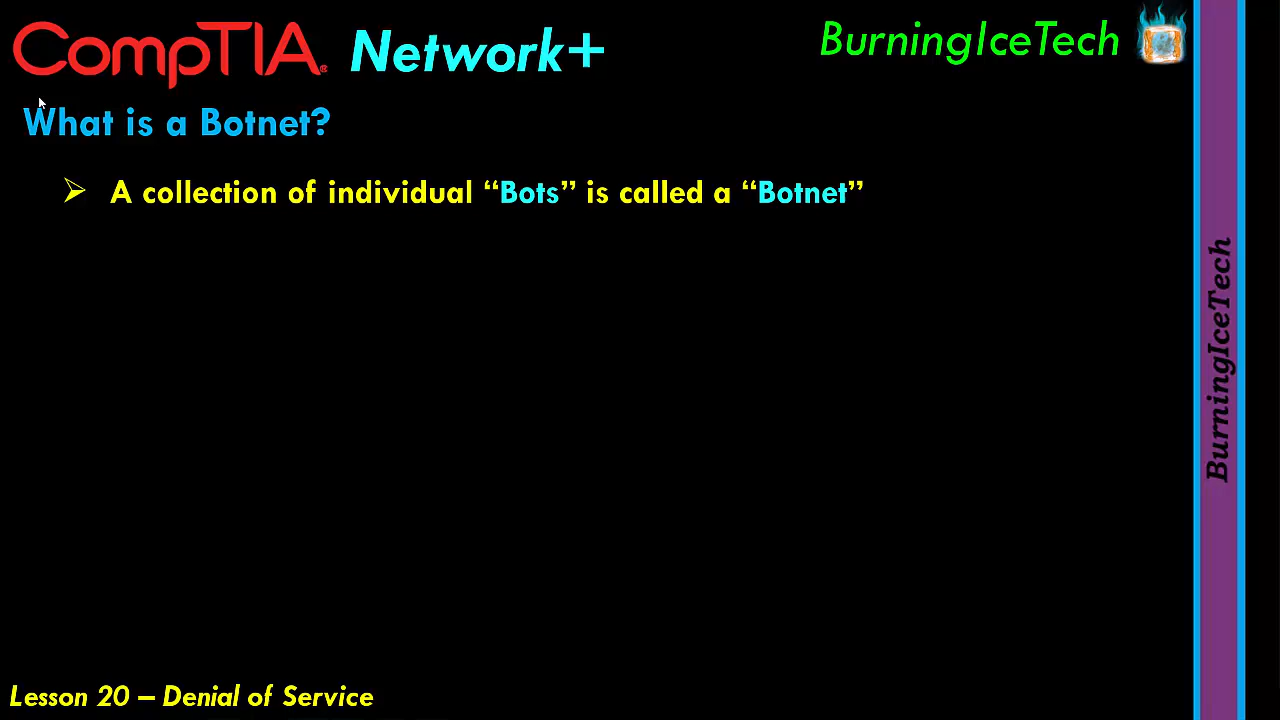 CompTIA® Network+
BurningIceTech
What is a Botnet?
➢ A collection of individual “Bots” is called a “Botnet”
BurningIceTech
Lesson 20 – Denial of Service